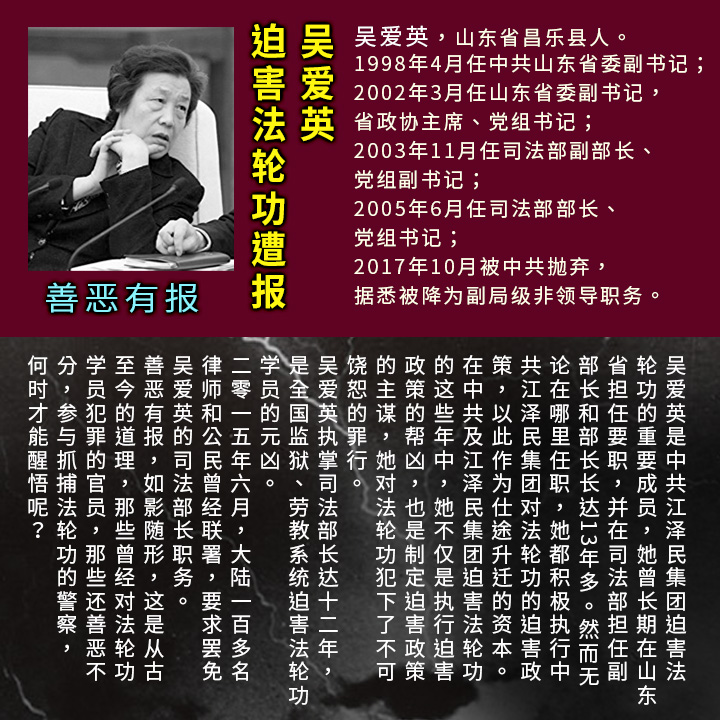 吴爱英
迫害法轮功遭报
善恶有报
吴爱英，山东省昌乐县人。
1998年4月任中共山东省委副书记；
2002年3月任山东省委副书记，
省政协主席、党组书记；
2003年11月任司法部副部长、
党组副书记；
2005年6月任司法部部长、
党组书记；
2017年10月被中共抛弃，
据悉被降为副局级非领导职务。
吴爱英是中共江泽民集团迫害法
轮功的重要成员，她曾长期在山东
省担任要职，并在司法部担任副
部长和部长长达13年多。然而无
论在哪里任职，她都积极执行中
共江泽民集团对法轮功的迫害政
策，以此作为仕途升迁的资本。
在中共及江泽民集团迫害法轮功
的这些年中，她不仅是执行迫害
政策的帮凶，也是制定迫害政策
的主谋，她对法轮功犯下了不可
饶恕的罪行。
吴爱英执掌司法部长达十二年，
是全国监狱、劳教系统迫害法轮功
学员的元凶。
二零一五年六月，大陆一百多名
律师和公民曾经联署，要求罢免
吴爱英的司法部长职务。
善恶有报，如影随形，这是从古
至今的道理，那些曾经对法轮功
学员犯罪的官员，那些还善恶不
分，参与抓捕法轮功的警察，
何时才能醒悟呢？